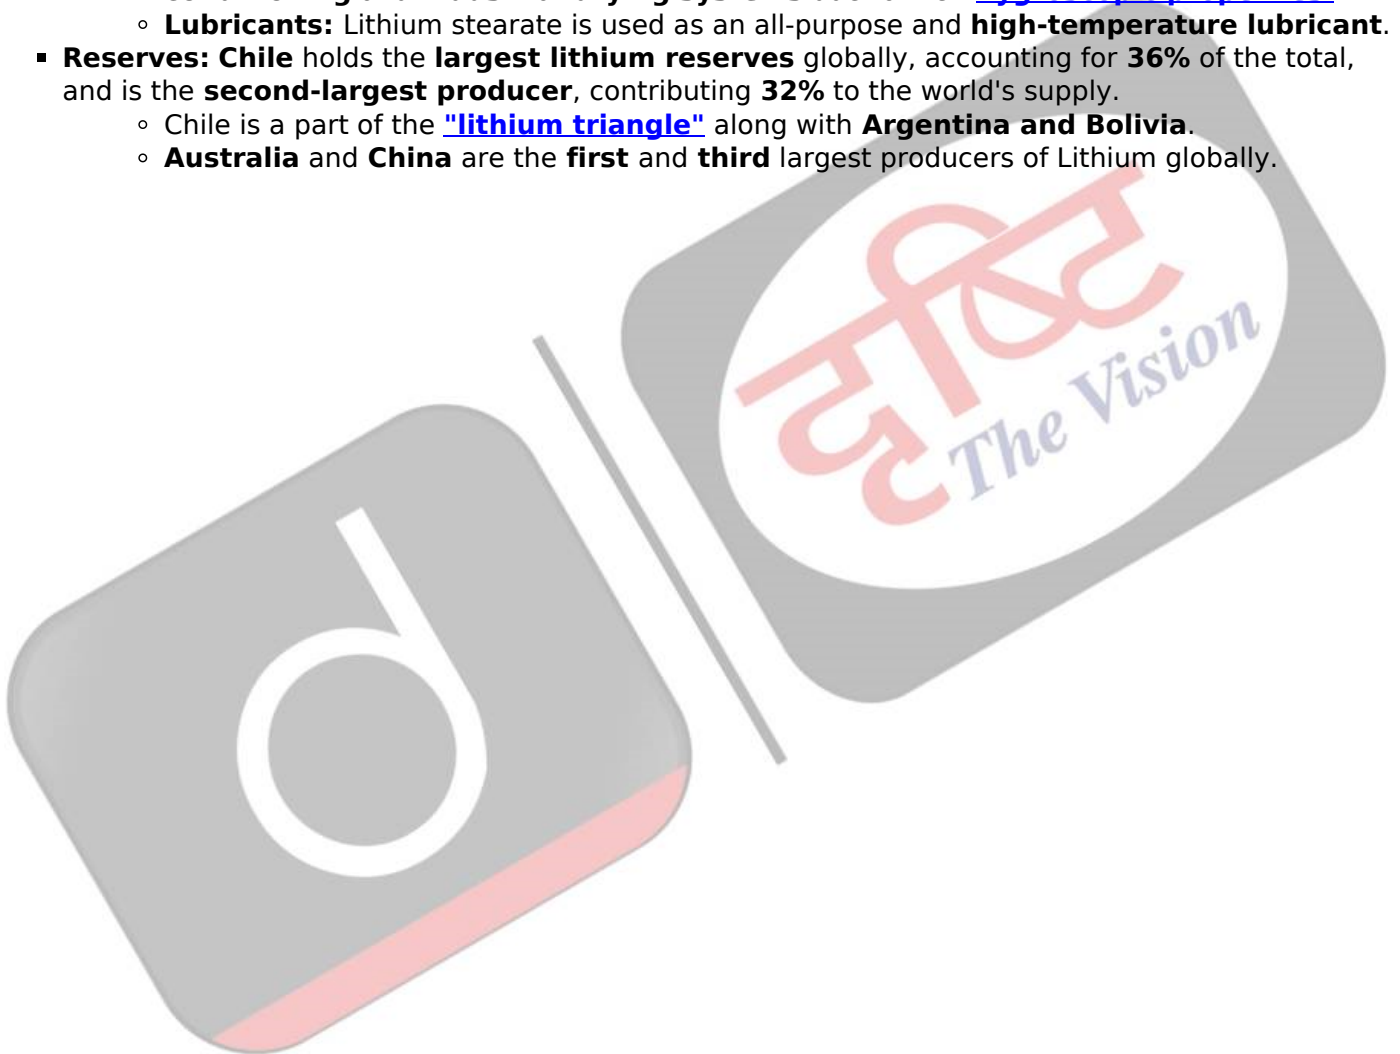 Lubricants: Lithium stearate is used as an all-purpose and high-temperature lubricant.
Reserves: Chile holds the largest lithium reserves globally, accounting for 36% of the total,
and is the second-largest producer, contributing 32% to the world's supply.
Chile is a part of the "lithium triangle" along with Argentina and Bolivia.
Australia and China are the first and third largest producers of Lithium globally.
दृष्टि
The Vision
d